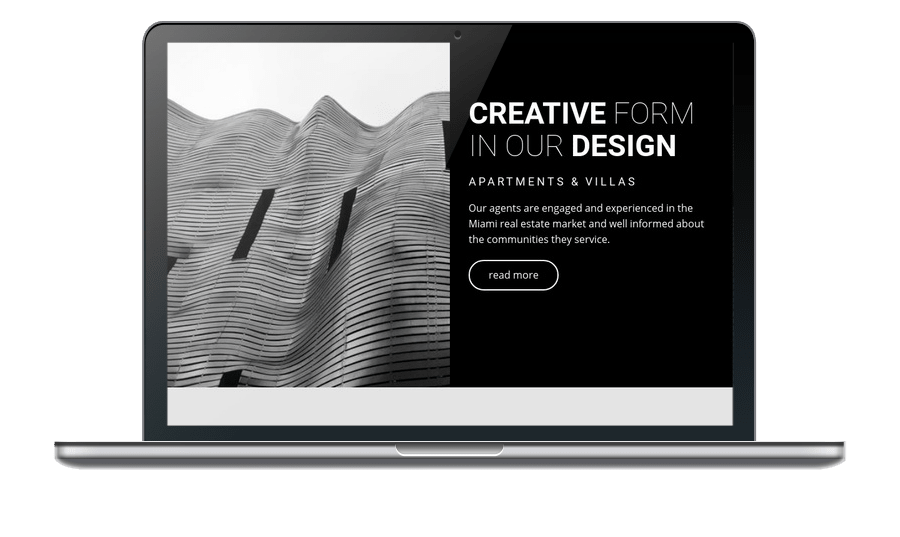 CREATIVE FORM
IN OUR DESIGN
APARTMENTS & VILLAS
Our agents are engaged and experienced in the
Miami real estate market and well informed about
the communities they service.
read more